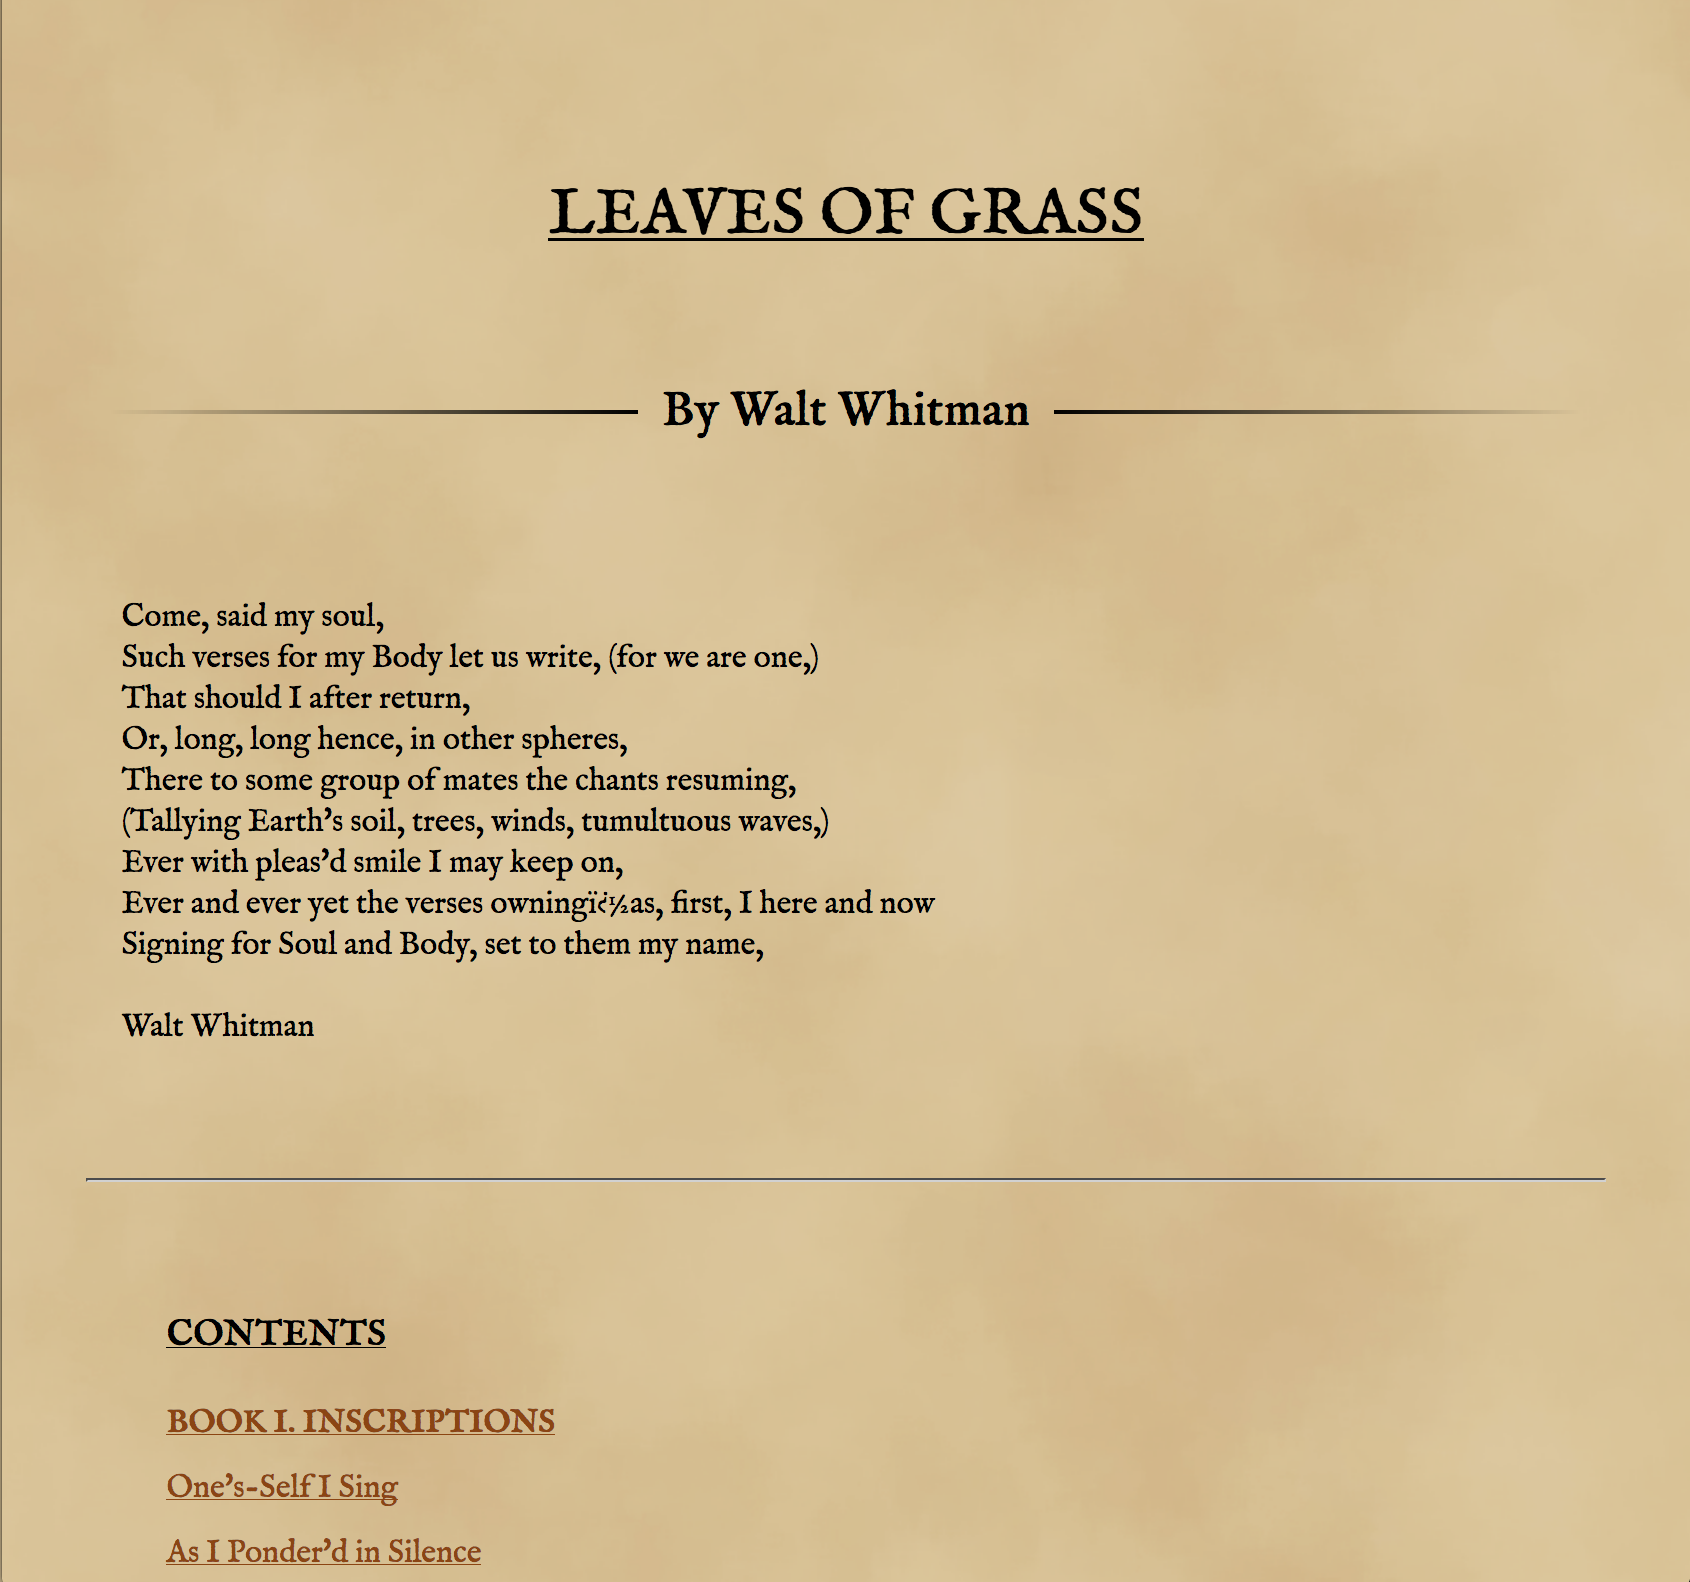 LEAVES OF GRASS
By Walt Whitman
Come, said my soul,
Such verses for my Body let us write, (for we are one,)
That should I after return,
Or, long, long hence, in other spheres,
There to some group of mates the chants resuming,
(Tallying Earth’s soil, trees, winds, tumultuous waves,)
Ever with pleas’d smile I may keep on,
Ever and ever yet the verses owningï¿½as, first, I here and now
Signing for Soul and Body, set to them my name,
Walt Whitman
CONTENTS
BOOK I. INSCRIPTIONS
One’s-Self I Sing
As I Ponder’d in Silence